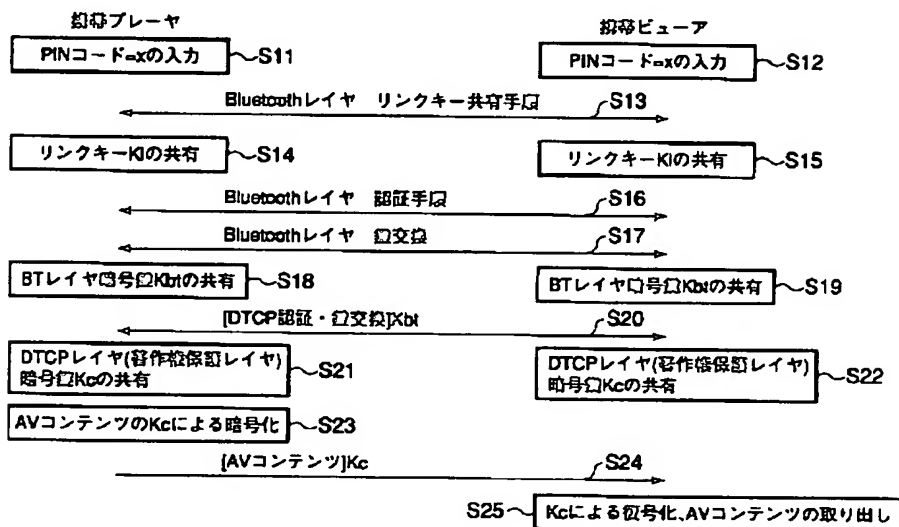 携帯プレーヤ
携帯ビューア
PINコード=xの入力
S11
PINコード=xの入力
S12
Bluetoothレイヤ リンクキー共有手段
S13
リンクキーKlの共有
S14
リンクキーKlの共有
S15
Bluetoothレイヤ 認証手段
S16
Bluetoothレイヤ 鍵交換
S17
BTレイヤ暗号鍵Kbtの共有
S18
BTレイヤ暗号鍵Kbtの共有
S19
[DTCP認証・鍵交換]Kbt
S20
DTCPレイヤ(著作権保護レイヤ)
暗号鍵Kcの共有
S21
DTCPレイヤ(著作権保護レイヤ)
暗号鍵Kcの共有
S22
AVコンテンツのKcによる暗号化
S23
[AVコンテンツ]Kc
S24
S25
Kcによる復号化、AVコンテンツの取り出し